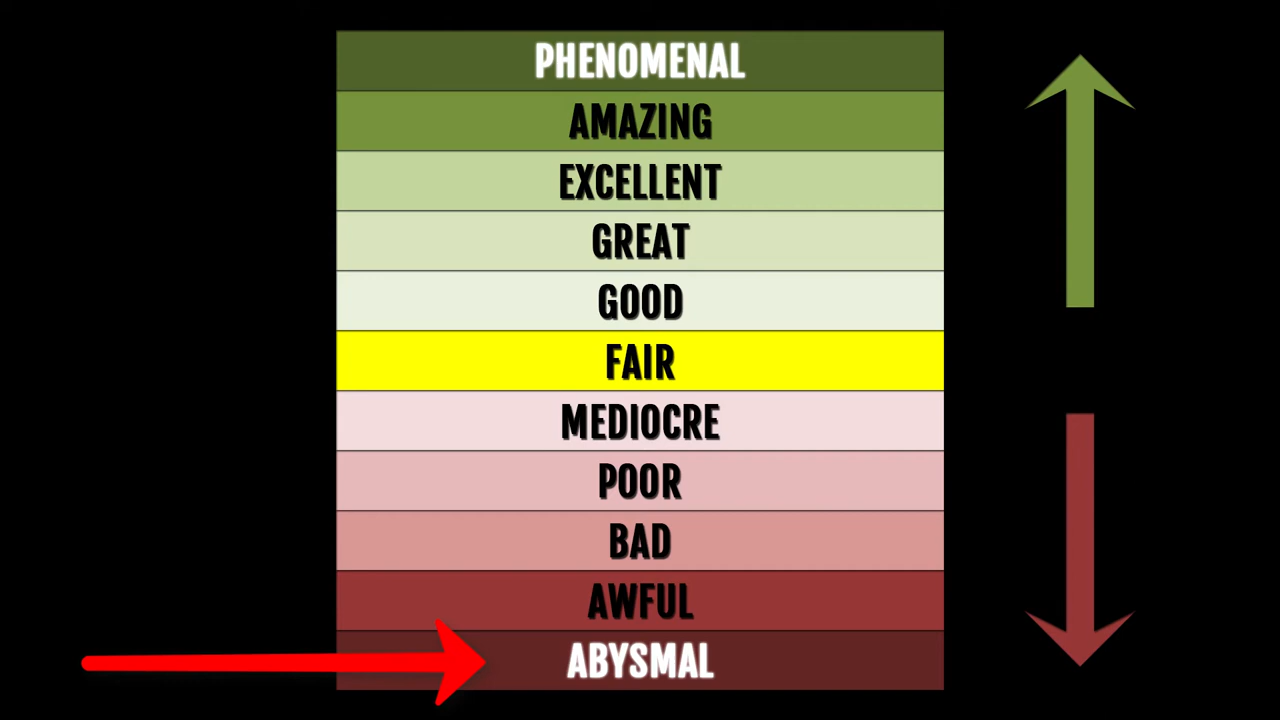 PHENOMENAL
AMAZING
EXCELLENT
GREAT
GOOD
FAIR
MEDIOCRE
POOR
BAD
AWFUL
ABYSMAL